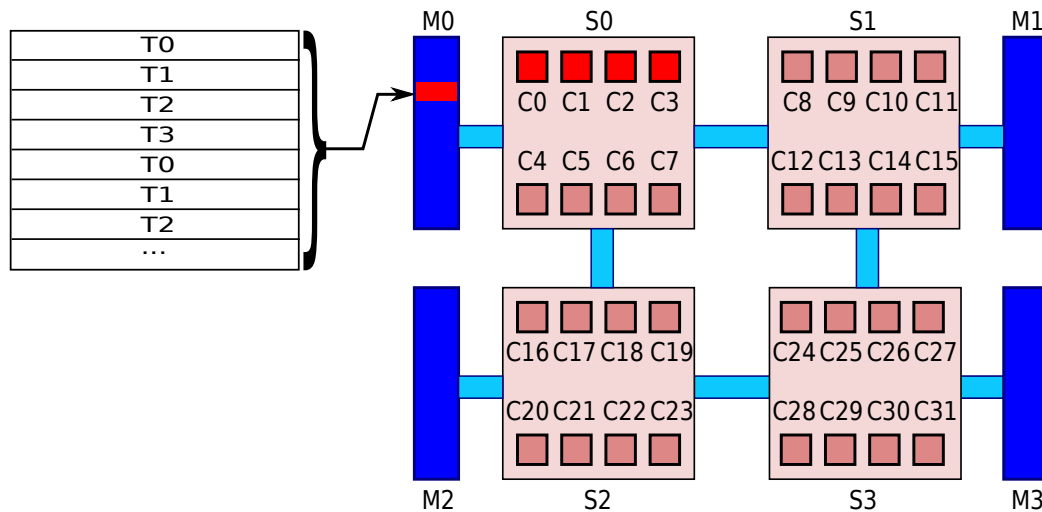 T0
T1
T2
T3
T0
T1
T2
...
M0 S0 S1 M1
C0 C1 C2 C3 C8 C9 C10 C11
C4 C5 C6 C7 C12 C13 C14 C15
C16 C17 C18 C19 C24 C25 C26 C27
C20 C21 C22 C23 C28 C29 C30 C31
M2 S2 S3 M3